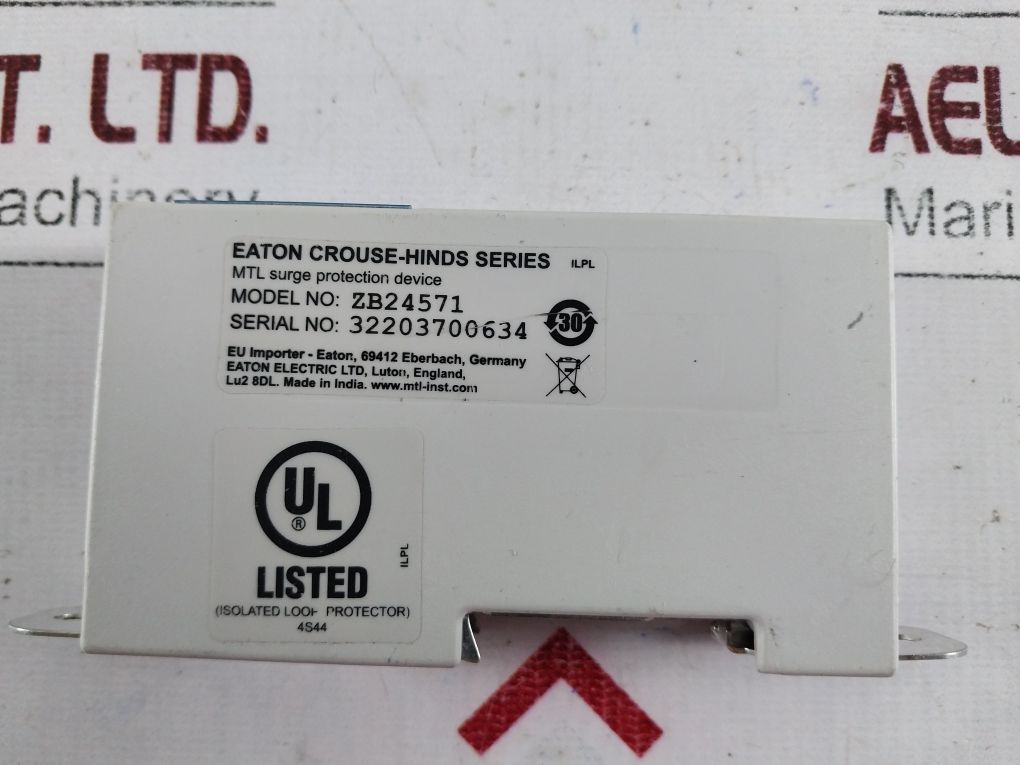 T. LTD.
AEL
achinery
Mari
EATON CROUSE-HINDS SERIES ILPL
MTL surge protection device
MODEL NO: ZB24571
SERIAL NO: 32203700634
30
EU Importer - Eaton, 69412 Eberbach, Germany
EATON ELECTRIC LTD, Luton, England,
Lu2 8DL. Made in India. www.mtl-inst.com
UL
®
LISTED
ILPL
(ISOLATED LOOP PROTECTOR)
4S44